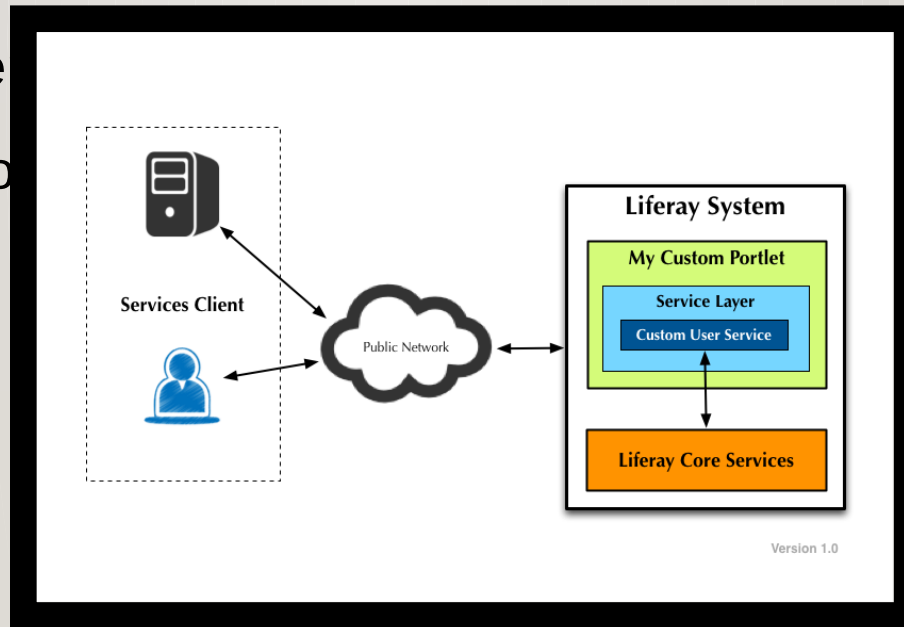 e
Liferay System
My Custom Portlet
Service Layer
Custom User Service
Services Client
Public Network
Liferay Core Services
Version 1.0